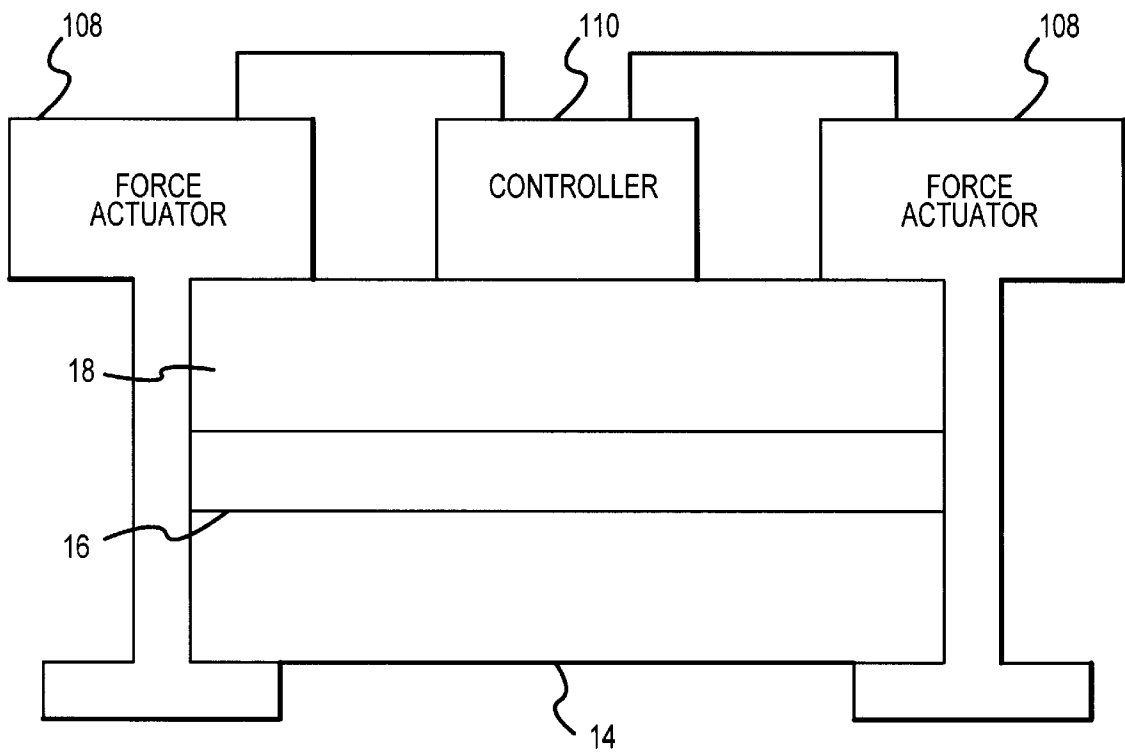 108
110
108
FORCE
ACTUATOR
CONTROLLER
FORCE
ACTUATOR
18
16
14